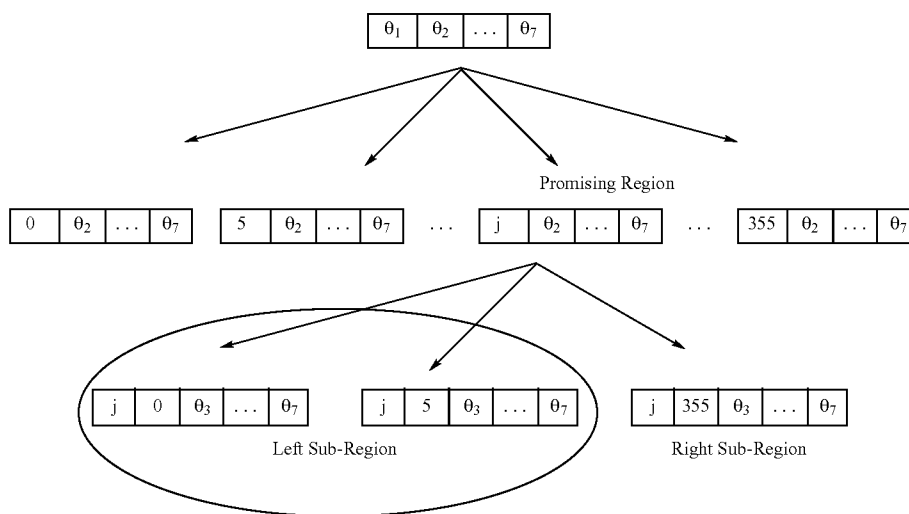 θ1 θ2 ... θ7
Promising Region
0 θ2 ... θ7 5 θ2 ... θ7 ... j θ2 ... θ7 ... 355 θ2 ... θ7
j 0 θ3 ... θ7 j 5 θ3 ... θ7 j 355 θ3 ... θ7
Left Sub-Region Right Sub-Region